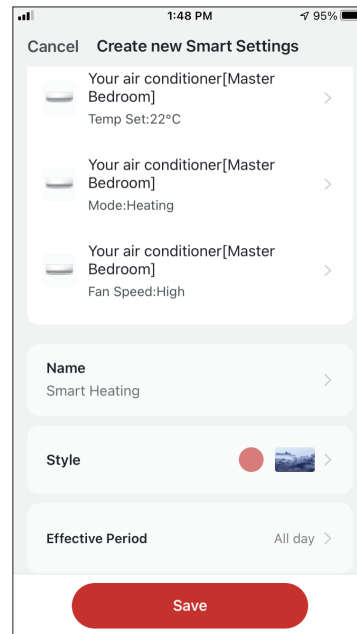 1:48 PM
95%
Cancel Create new Smart Settings
Your air conditioner[Master
Bedroom]
Temp Set:22°C
Your air conditioner[Master
Bedroom]
Mode:Heating
Your air conditioner[Master
Bedroom]
Fan Speed:High
Name
Smart Heating
Style
Effective Period All day
Save